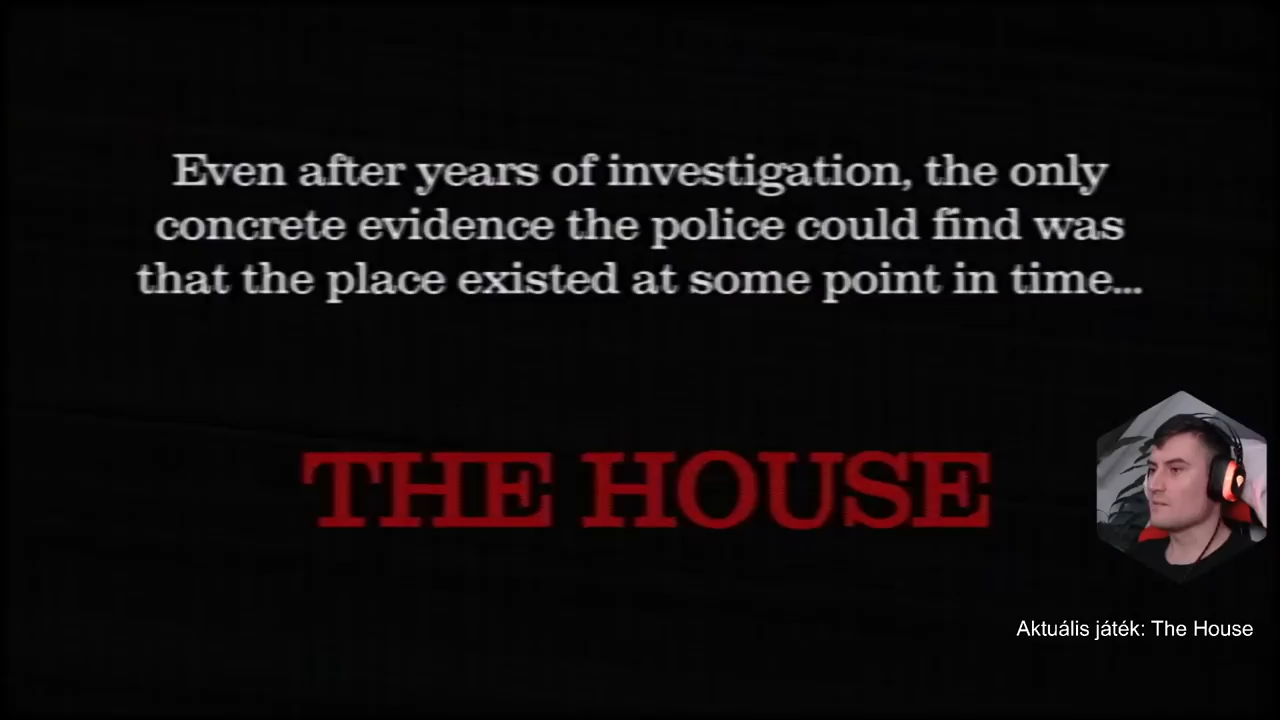 Even after years of investigation, the only
concrete evidence the police could find was
that the place existed at some point in time...
THE HOUSE
Aktuális játék: The House